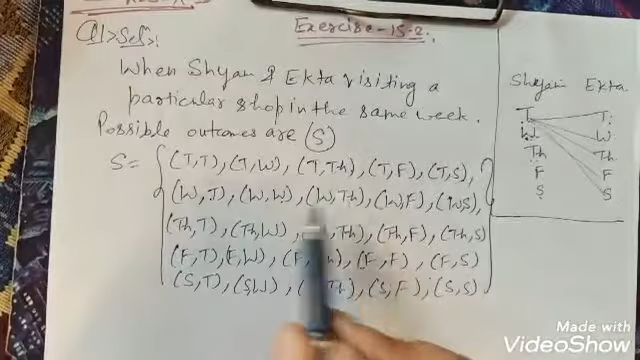 Exercise-15.2.
Q1>Sol>:
When Shyam & Ekta visiting a
particular shop in the same week.
Possible outcomes are (S)
S= {(T,T), (T,W), (T,Th), (T,F), (T,S),
(W,T), (W,W), (W,Th), (W,F), (W,S),
(Th,T), (Th,W), Th), (Th,F), (Th,S)
(F,T), (F,W), (F, h), (F,F), (F,S)
(S,T), (S,W), (S,F), (S,S)}
Shyam Ekta
T T
W W
Th Th
F F
S S
Made with
VideoShow